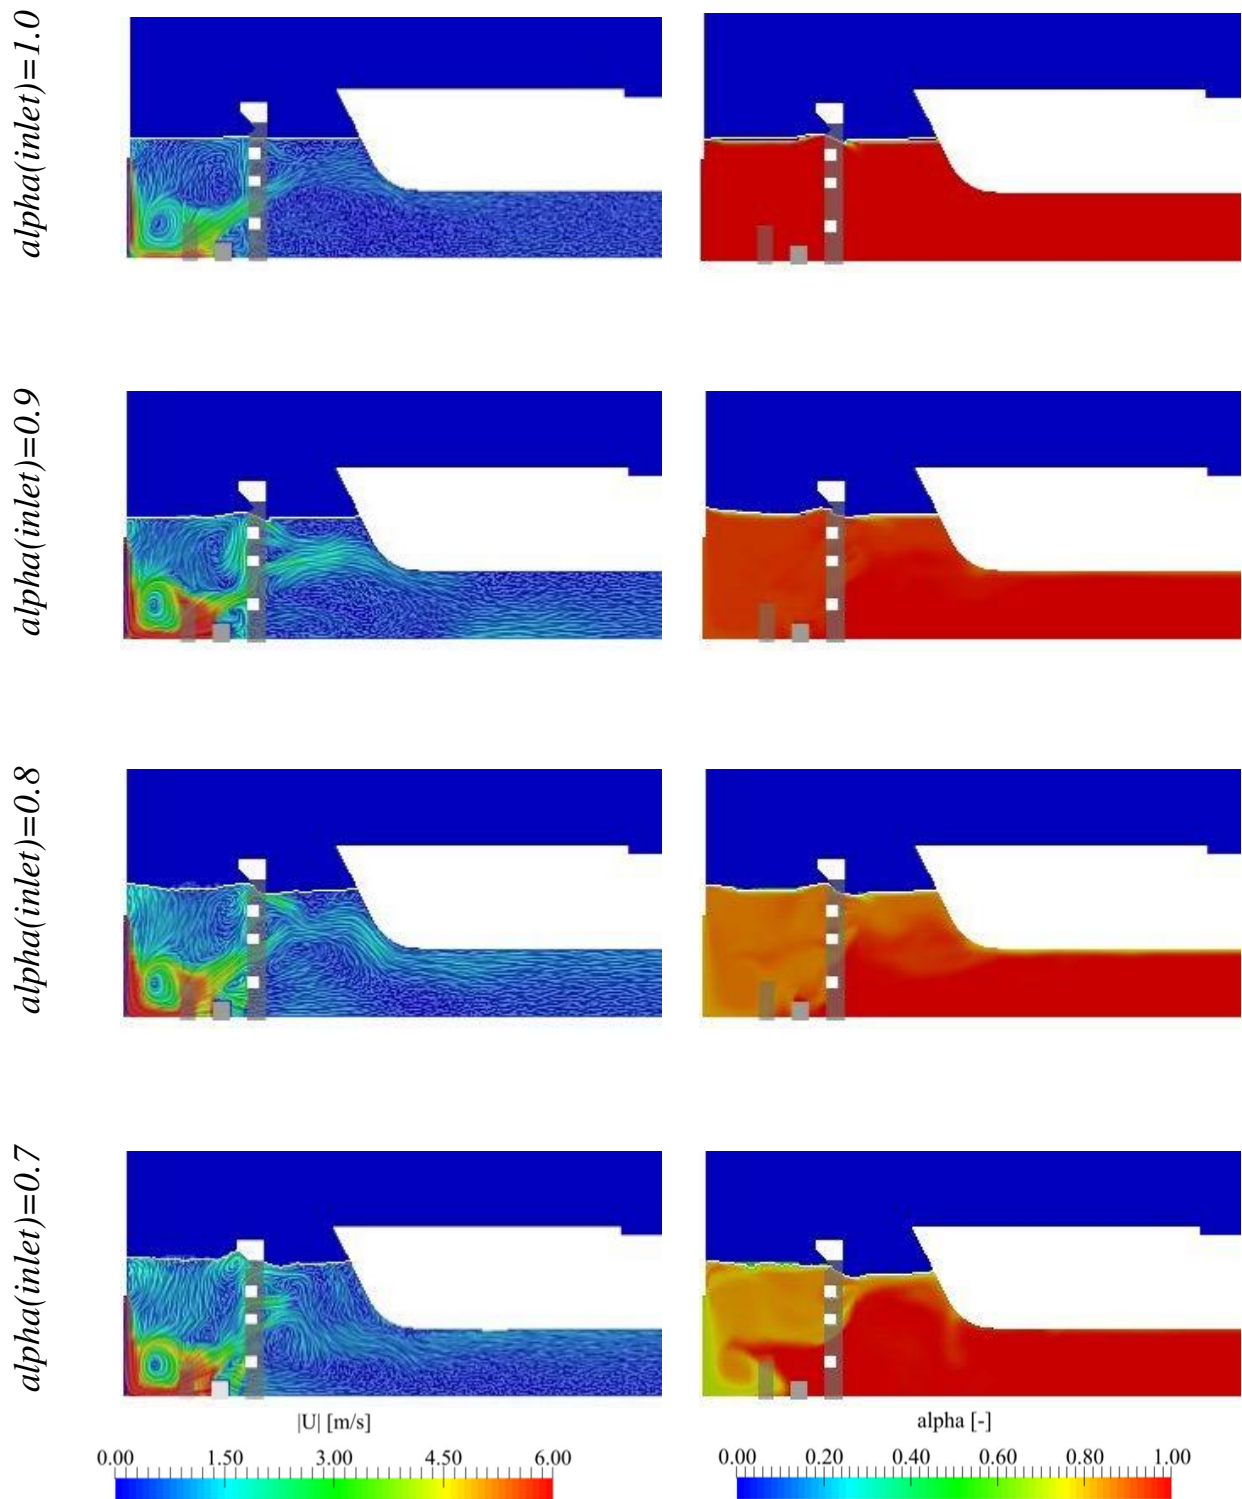 alpha(inlet)=1.0
alpha(inlet)=0.9
alpha(inlet)=0.8
alpha(inlet)=0.7
|U| [m/s]
0.00 1.50 3.00 4.50 6.00
alpha [-]
0.00 0.20 0.40 0.60 0.80 1.00